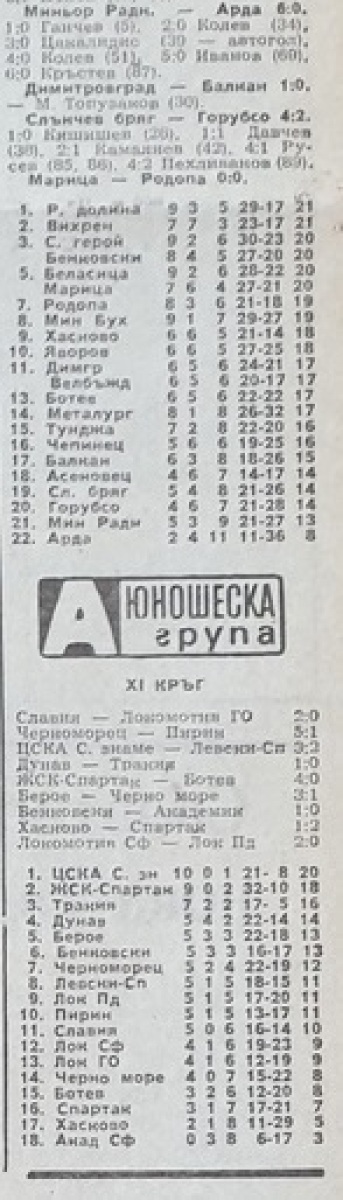 Миньор Радн. — Арда 6:0.
1:0 Ганчев (5), 2:0 Колев (34),
3:0 Цакалидис (39 — автогол),
4:0 Колев (51), 5:0 Иванов (69),
6:0 Кръстев (87).
Димитровград — Балкан 1:0.
— М. Топузанов (30).
Слънчев бряг — Горубсо 4:2.
1:0 Кишишев (26), 1:1 Давчев
(38), 2:1 Камалиев (42), 4:1 Ру-
сев (85, 86), 4:2 Пехливанов (89).
Марица — Родопа 0:0.
1. Р. долина 9 3 5 29-17 21
2. Вихрен 7 7 3 23-17 21
3. С. герой 9 2 6 30-23 20
Бенковски 8 4 5 27-20 20
5. Беласица 9 2 6 28-22 20
Марица 7 6 4 27-21 20
7. Родопа 8 3 6 21-18 19
8. Мин Бух 9 1 7 29-27 19
9. Хасково 6 6 5 21-14 18
10. Яворов 6 6 5 27-25 18
11. Димгр 6 5 6 24-21 17
Велбъжд 6 5 6 20-17 17
13. Ботев 6 5 6 22-22 17
14. Металург 8 1 8 26-32 17
15. Тунджа 7 2 8 22-20 16
16. Чепинец 5 6 6 19-25 16
17. Балкан 6 3 8 18-26 15
18. Асеновец 4 6 7 14-17 14
19. Сл. бряг 5 4 8 21-26 14
20. Горубсо 4 6 7 21-28 14
21. Мин Радн 5 3 9 21-27 13
22. Арда 2 4 11 11-36 8
А ЮНОШЕСКА
група
XI КРЪГ
Славия — Локомотив ГО 2:0
Черноморец — Пирин 5:1
ЦСКА С. знаме — Левски-Сп 3:2
Дунав — Тракия 1:0
ЖСК-Спартак — Ботев 4:0
Берое — Черно море 3:1
Бенковски — Академик 1:0
Хасково — Спартак 1:2
Локомотив Сф — Лок Пд 2:0
1. ЦСКА С. зн 10 0 1 21- 8 20
2. ЖСК-Спартак 9 0 2 32-10 18
3. Тракия 7 2 2 17- 5 16
4. Дунав 5 4 2 22-14 14
5. Берое 5 3 3 22-18 13
6. Бенковски 5 3 3 16-17 13
7. Черноморец 5 2 4 22-19 12
8. Левски-Сп 5 1 5 18-15 11
9. Лок Пд 5 1 5 17-20 11
10. Пирин 5 1 5 13-17 11
11. Славия 5 0 6 16-14 10
12. Лок Сф 4 1 6 19-23 9
13. Лок ГО 4 1 6 12-19 9
14. Черно море 4 0 7 15-22 8
15. Ботев 3 2 6 12-20 8
16. Спартак 3 1 7 17-21 7
17. Хасково 2 1 8 11-29 5
18. Акад Сф 0 3 8 6-17 3